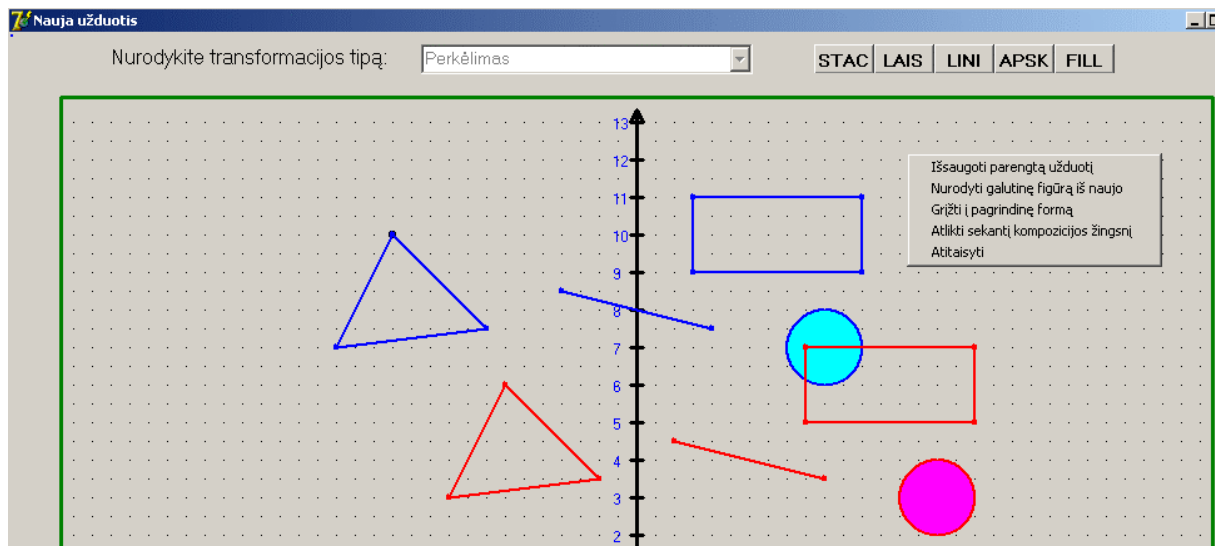 Nauja užduotis
Nurodykite transformacijos tipą: Perkėlimas STAC LAIS LINI APSK FILL
13
12
11
10
9
8
7
6
5
4
3
2
Išsaugoti parengtą užduotį
Nurodyti galutinę figūrą iš naujo
Grįžti į pagrindinę formą
Atlikti sekantį kompozicijos žingsnį
Atitaisyti